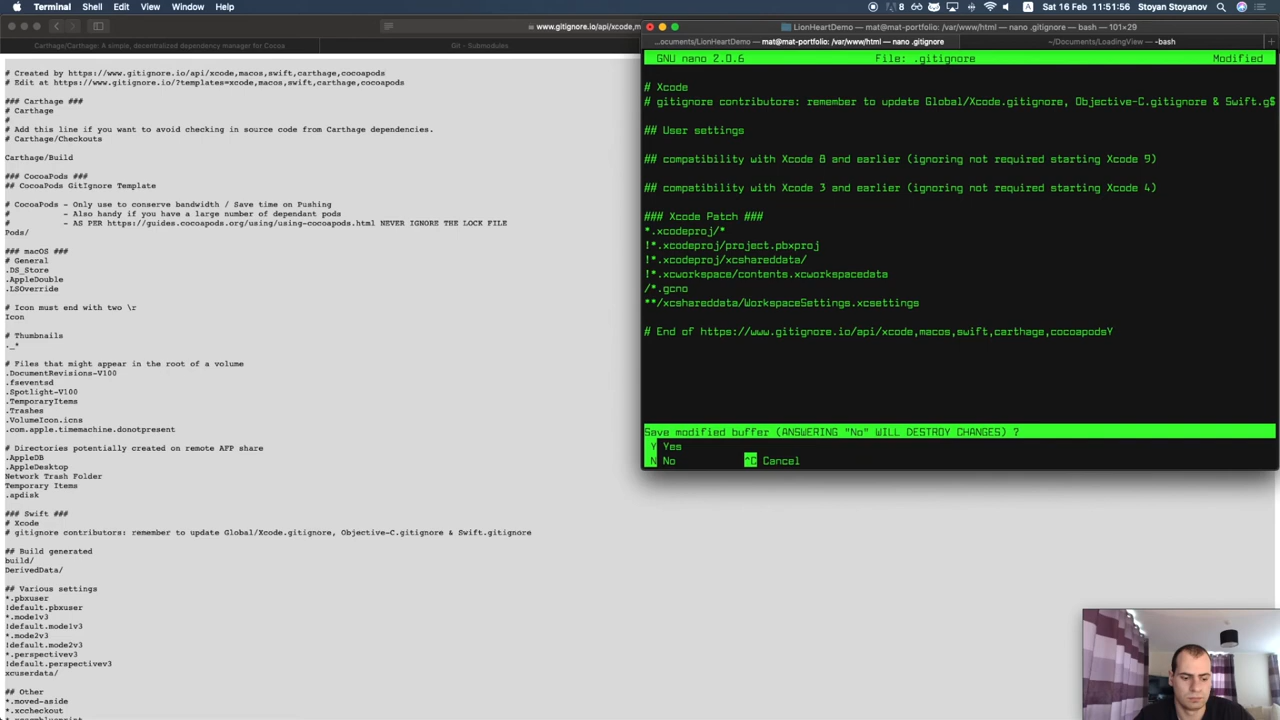 Terminal Shell Edit View Window Help
Sat 16 Feb 11:51:56 Stoyan Stoyanov
www.gitignore.io/api/xcode,m
Carthage/Carthage: A simple, decentralized dependency manager for Cocoa
Git - Submodules
# Created by https://www.gitignore.io/api/xcode,macos,swift,carthage,cocoapods
# Edit at https://www.gitignore.io/?templates=xcode,macos,swift,carthage,cocoapods
### Carthage ###
# Carthage
#
# Add this line if you want to avoid checking in source code from Carthage dependencies.
# Carthage/Checkouts
Carthage/Build
### CocoaPods ###
## CocoaPods GitIgnore Template
# CocoaPods - Only use to conserve bandwidth / Save time on Pushing
# - Also handy if you have a large number of dependant pods
# - AS PER https://guides.cocoapods.org/using/using-cocoapods.html NEVER IGNORE THE LOCK FILE
Pods/
### macOS ###
# General
.DS_Store
.AppleDouble
.LSOverride
# Icon must end with two \r
Icon
# Thumbnails
._*
# Files that might appear in the root of a volume
.DocumentRevisions-V100
.fseventsd
.Spotlight-V100
.TemporaryItems
.Trashes
.VolumeIcon.icns
.com.apple.timemachine.donotpresent
# Directories potentially created on remote AFP share
.AppleDB
.AppleDesktop
Network Trash Folder
Temporary Items
.apdisk
### Swift ###
# Xcode
# gitignore contributors: remember to update Global/Xcode.gitignore, Objective-C.gitignore & Swift.gitignore
## Build generated
build/
DerivedData/
## Various settings
*.pbxuser
!default.pbxuser
*.mode1v3
!default.mode1v3
*.mode2v3
!default.mode2v3
*.perspectivev3
!default.perspectivev3
xcuserdata/
## Other
*.moved-aside
*.xccheckout
LionHeartDemo — mat@mat-portfolio: /var/www/html — nano .gitignore — bash — 101×29
...ocuments/LionHeartDemo — mat@mat-portfolio: /var/www/html — nano .gitignore
~/Documents/LoadingView — -bash
GNU nano 2.0.6 File: .gitignore Modified
# Xcode
# gitignore contributors: remember to update Global/Xcode.gitignore, Objective-C.gitignore & Swift.g$
## User settings
## compatibility with Xcode 8 and earlier (ignoring not required starting Xcode 9)
## compatibility with Xcode 3 and earlier (ignoring not required starting Xcode 4)
### Xcode Patch ###
*.xcodeproj/*
!*.xcodeproj/project.pbxproj
!*.xcodeproj/xcshareddata/
!*.xcworkspace/contents.xcworkspacedata
/*.gcno
**/xcshareddata/WorkspaceSettings.xcsettings
# End of https://www.gitignore.io/api/xcode,macos,swift,carthage,cocoapodsY
Save modified buffer (ANSWERING "No" WILL DESTROY CHANGES) ?
Y Yes
N No ^C Cancel